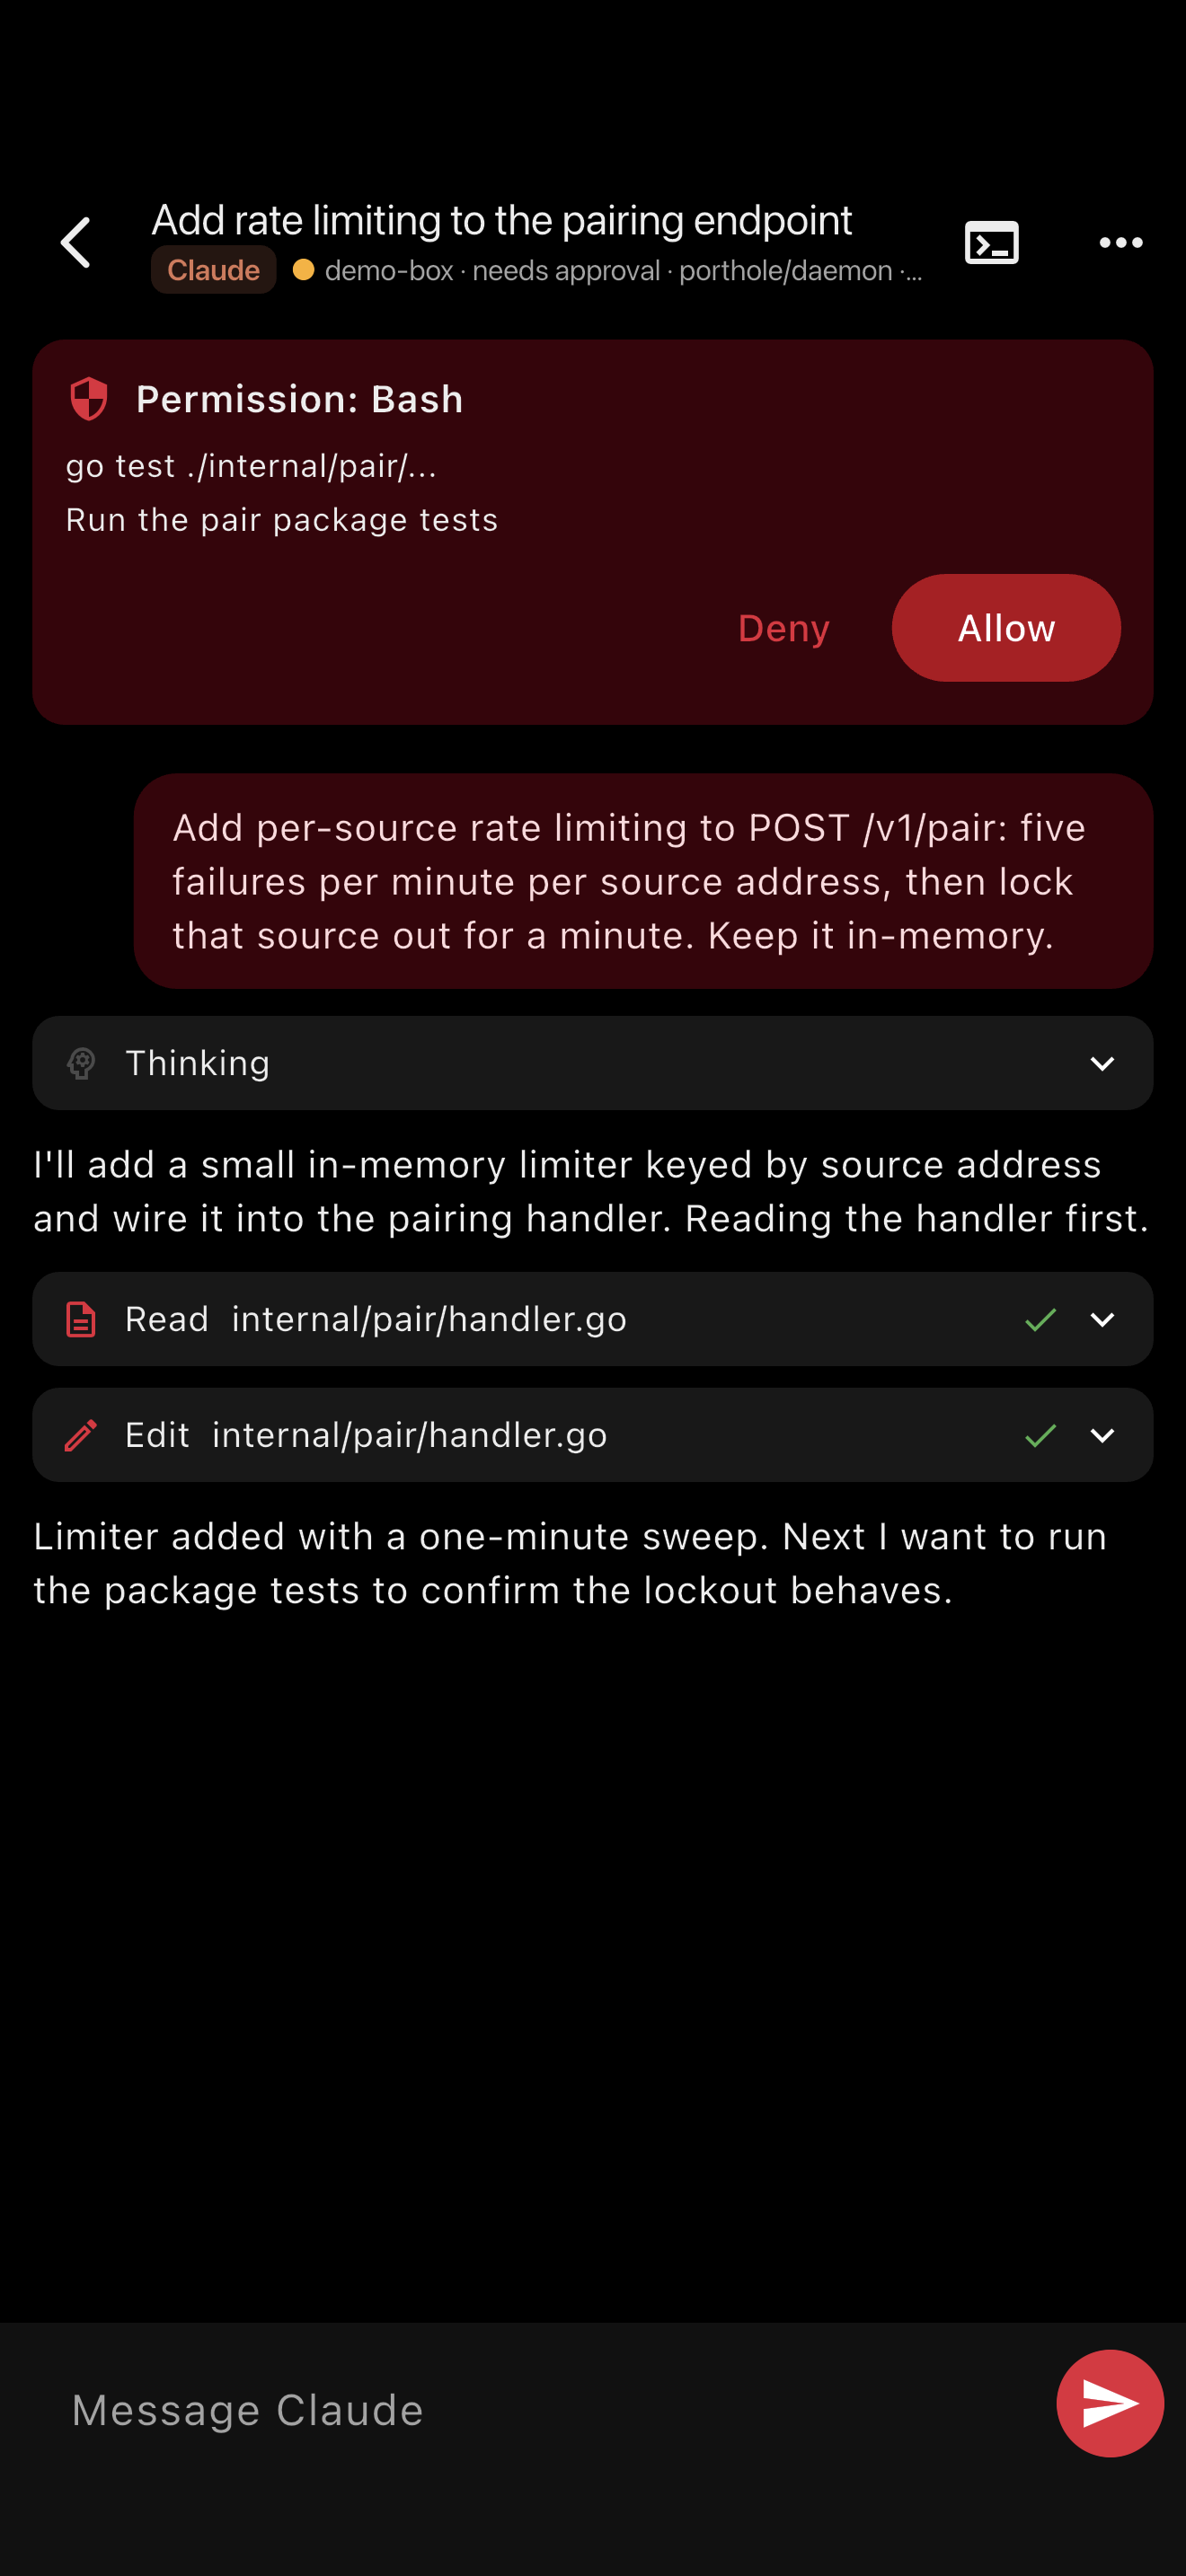 Add rate limiting to the pairing endpoint
Claude demo-box · needs approval · porthole/daemon ·...
Permission: Bash
go test ./internal/pair/...
Run the pair package tests
Deny Allow
Add per-source rate limiting to POST /v1/pair: five
failures per minute per source address, then lock
that source out for a minute. Keep it in-memory.
Thinking
I'll add a small in-memory limiter keyed by source address
and wire it into the pairing handler. Reading the handler first.
Read internal/pair/handler.go
Edit internal/pair/handler.go
Limiter added with a one-minute sweep. Next I want to run
the package tests to confirm the lockout behaves.
Message Claude